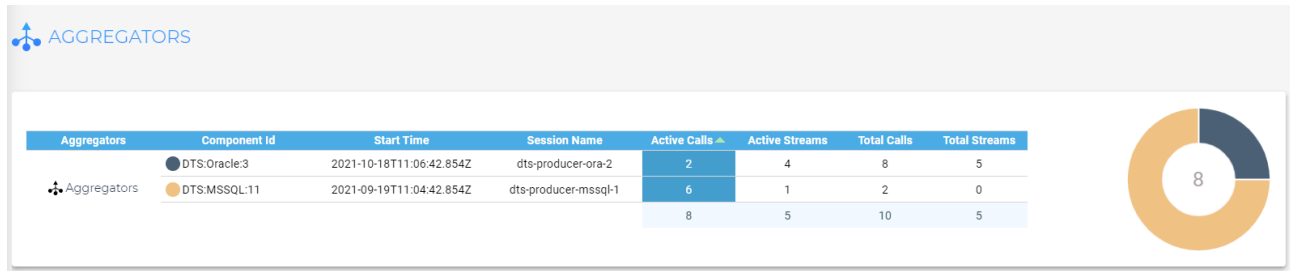 AGGREGATORS
Aggregators Component Id Start Time Session Name Active Calls Active Streams Total Calls Total Streams
DTS:Oracle:3 2021-10-18T11:06:42.854Z dts-producer-ora-2 2 4 8 5
Aggregators DTS:MSSQL:11 2021-09-19T11:04:42.854Z dts-producer-mssql-1 6 1 2 0
8 5 10 5
8